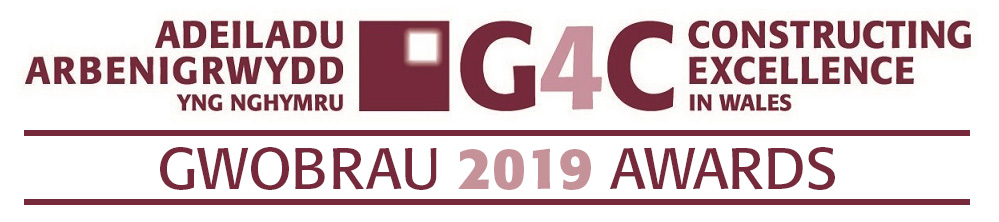 ADEILADU
ARBENIGRWYDD
YNG NGHYMRU
G4C
CONSTRUCTING
EXCELLENCE
IN WALES
GWOBRAU 2019 AWARDS